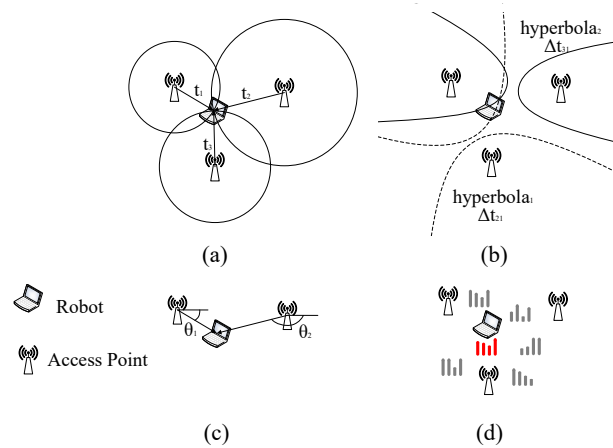 hyperbola₂
Δt₃₁
t₁
t₂
t₃
hyperbola₁
Δt₂₁
(a)
(b)
Robot
θ₁
θ₂
Access Point
(c)
(d)